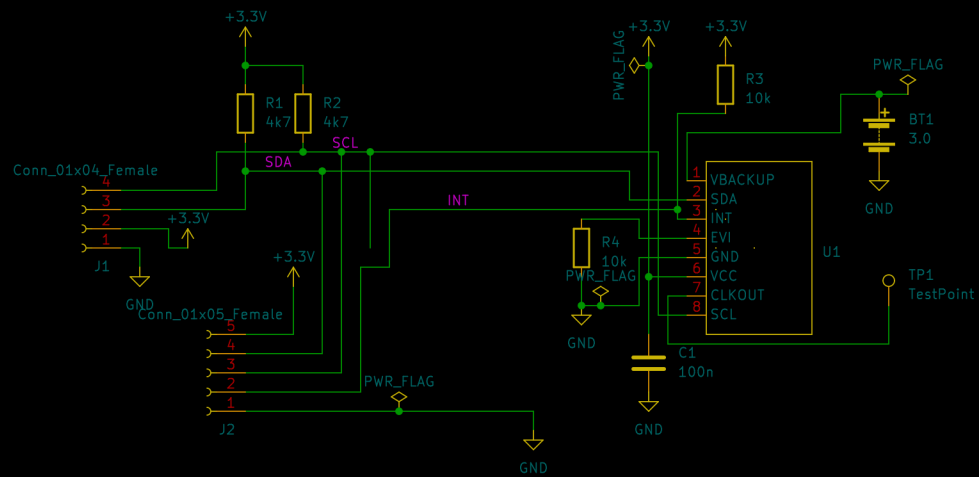 +3.3V
+3.3V
+3.3V
PWR_FLAG
PWR_FLAG
R1
4k7
R2
4k7
R3
10k
BT1
3.0
GND
SCL
SDA
INT
Conn_01x04_Female
4
3
2
1
J1
+3.3V
GND
+3.3V
Conn_01x05_Female
5
4
3
2
1
J2
PWR_FLAG
GND
R4
10k
PWR_FLAG
GND
1 VBACKUP
2 SDA
3 INT
4 EVI
5 GND
6 VCC
7 CLKOUT
8 SCL
U1
TP1
TestPoint
C1
100n
GND